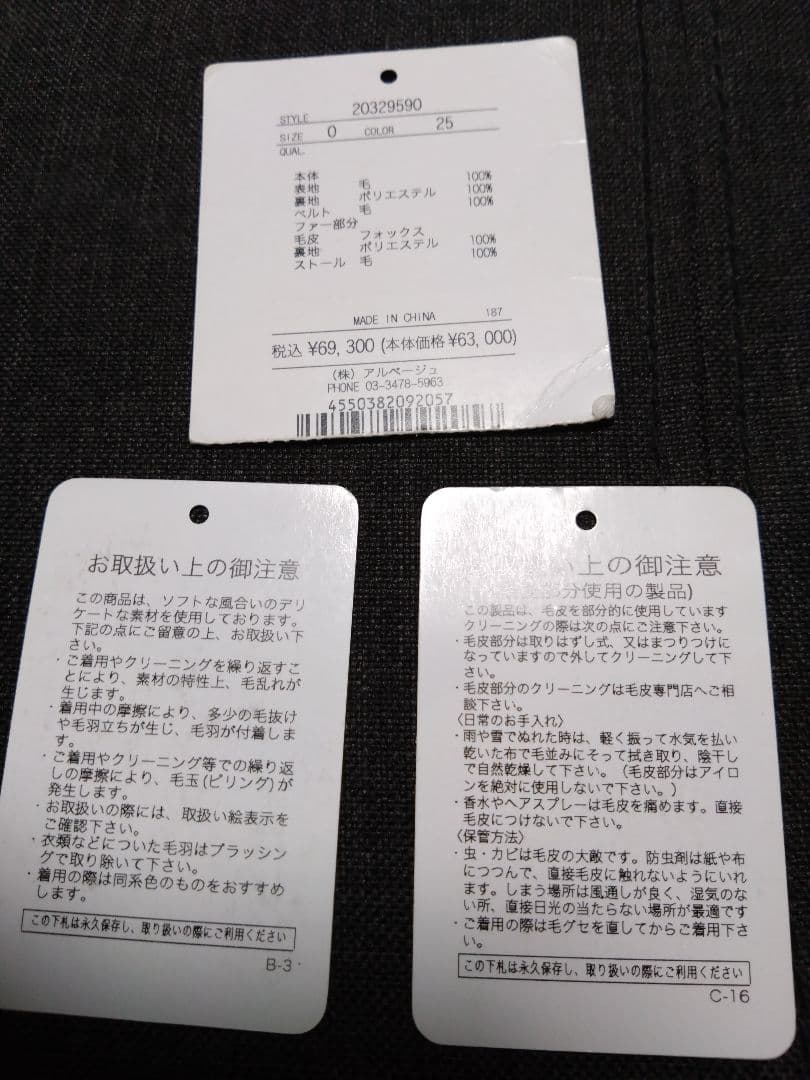 STYLE 20329590
SIZE 0 COLOR 25
QUAL.
本体
表地 毛 100%
裏地 ポリエステル 100%
ベルト 毛 100%
ファー部分
毛皮 フォックス
裏地 ポリエステル 100%
ストール 毛 100%
MADE IN CHINA 187
税込 ¥69,300 (本体価格 ¥63,000)
(株) アルページュ
PHONE 03-3478-5963
4550382092057
お取扱い上の御注意
この商品は、ソフトな風合いのデリ
ケートな素材を使用しております。
下記の点にご留意の上、お取扱い下
さい。
・ご着用やクリーニングを繰り返すこ
とにより、素材の特性上、毛乱れが
生じます。
・着用中の摩擦により、多少の毛抜け
や毛羽立ちが生じ、毛羽が付着しま
す。
・ご着用やクリーニング等での繰り返
しの摩擦により、毛玉(ピリング)が
発生します。
・お取扱いの際には、取扱い絵表示を
ご確認下さい。
・衣類などについた毛羽はブラッシン
グで取り除いて下さい。
・着用の際は同系色のものをおすすめ
します。
この下札は永久保存し、取り扱いの際にご利用ください
B-3
い上の御注意
部分使用の製品)
この製品は、毛皮を部分的に使用しています
クリーニングの際は次の点にご注意下さい。
・毛皮部分は取りはずし式、又はまつりつけに
なっていますので外してクリーニングして下
さい。
・毛皮部分のクリーニングは毛皮専門店へご相
談下さい。
〈日常のお手入れ〉
・雨や雪でぬれた時は、軽く振って水気を払い
乾いた布で毛並みにそって拭き取り、陰干し
で自然乾燥して下さい。(毛皮部分はアイロ
ンを絶対に使用しないで下さい。)
・香水やヘアスプレーは毛皮を痛めます。直接
毛皮につけないで下さい。
〈保管方法〉
・虫・カビは毛皮の大敵です。防虫剤は紙や布
につつんで、直接毛皮に触れないようにいれ
ます。しまう場所は風通しが良く、湿気のな
い所、直接日光の当たらない場所が最適です
・ご着用の際は毛グセを直してからご着用下さ
い。
この下札は永久保存し、取り扱いの際にご利用ください
C-16